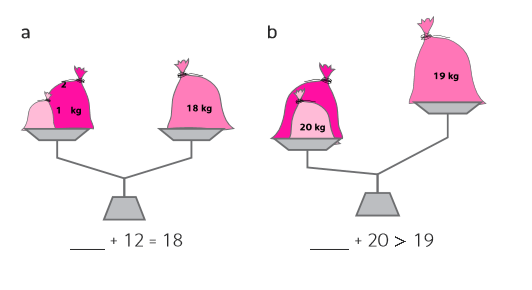 a
b
2
1 kg
18 kg
20 kg
19 kg
____ + 12 = 18
____ + 20 > 19